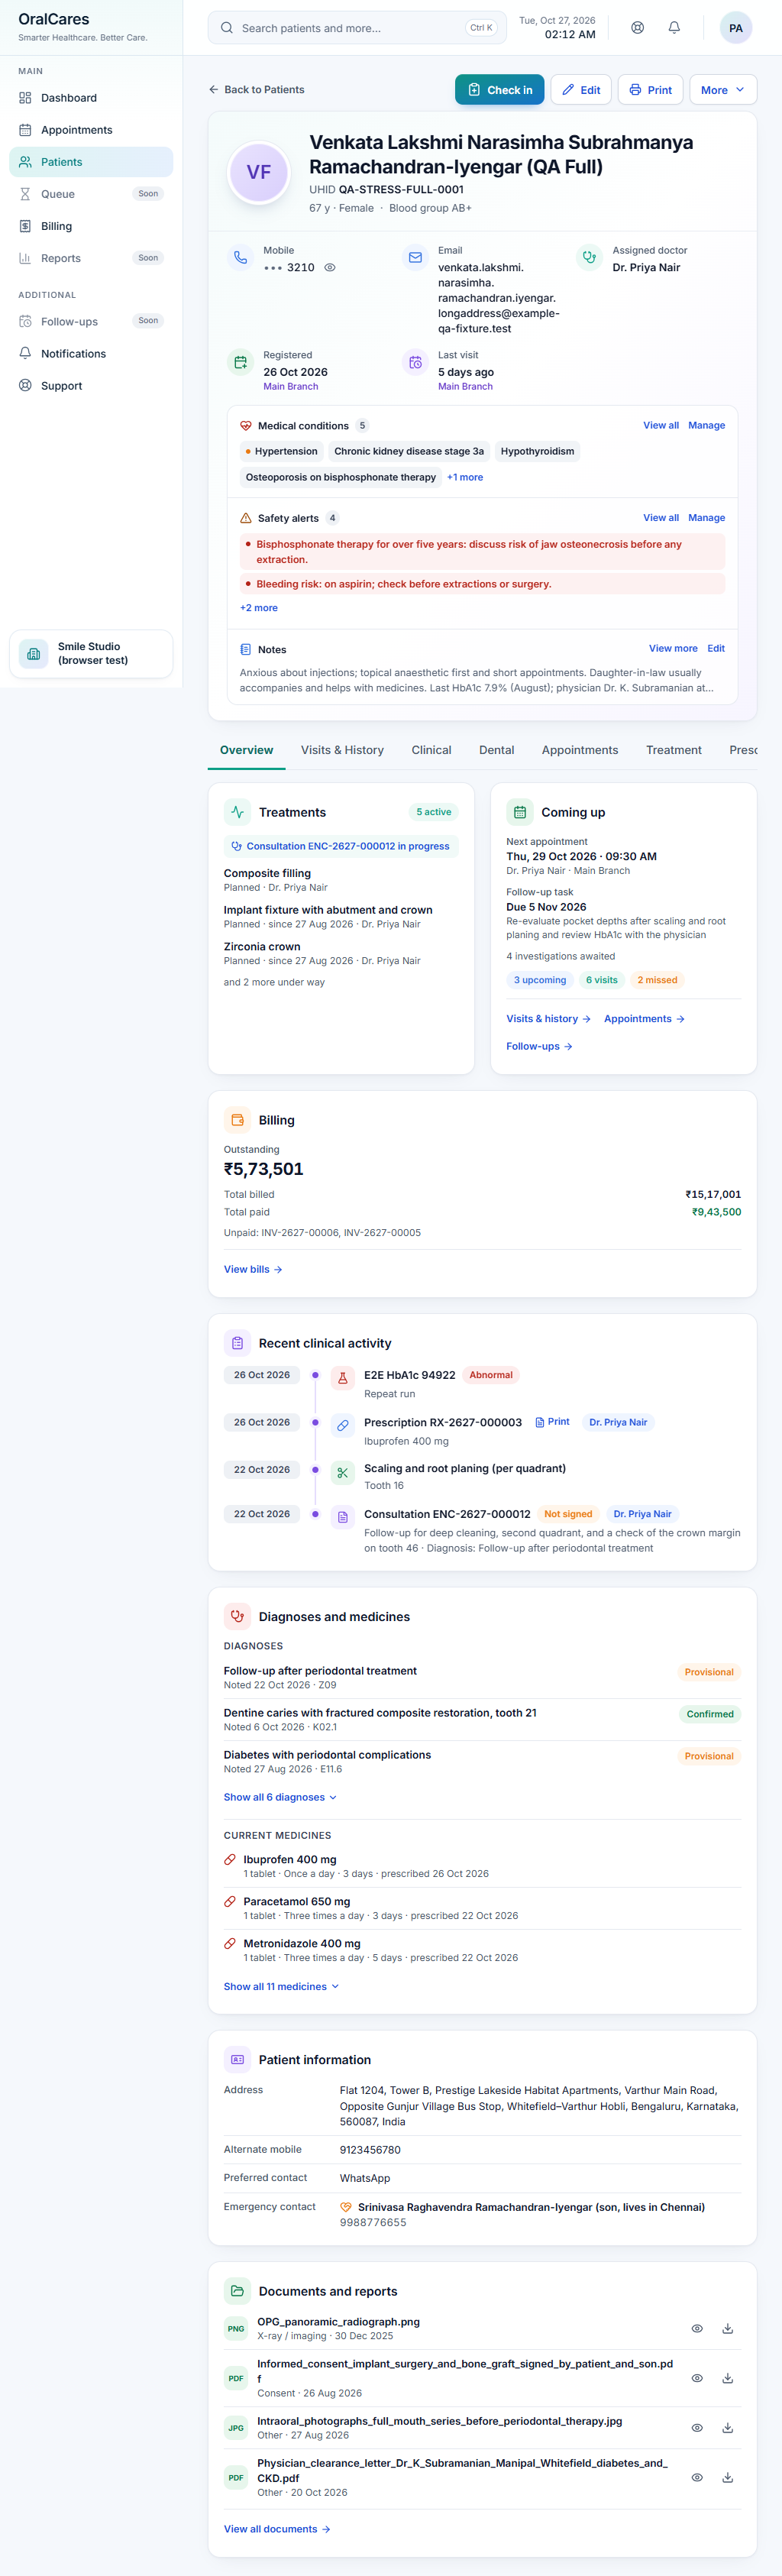 OralCares
Smarter Healthcare. Better Care.
Search patients and more...
Ctrl K
Tue, Oct 27, 2026
02:12 AM
PA
MAIN
Dashboard
Appointments
Patients
Queue
Soon
Billing
Reports
Soon
ADDITIONAL
Follow-ups
Soon
Notifications
Support
Smile Studio
(browser test)
Back to Patients
Check in
Edit
Print
More
VF
Venkata Lakshmi Narasimha Subrahmanya
Ramachandran-Iyengar (QA Full)
UHID QA-STRESS-FULL-0001
67 y · Female · Blood group AB+
Mobile
••• 3210
Email
venkata.lakshmi.
narasimha.
ramachandran.iyengar.
longaddress@example-
qa-fixture.test
Assigned doctor
Dr. Priya Nair
Registered
26 Oct 2026
Main Branch
Last visit
5 days ago
Main Branch
Medical conditions 5
View all Manage
Hypertension
Chronic kidney disease stage 3a
Hypothyroidism
Osteoporosis on bisphosphonate therapy
+1 more
Safety alerts 4
View all Manage
Bisphosphonate therapy for over five years: discuss risk of jaw osteonecrosis before any
extraction.
Bleeding risk: on aspirin; check before extractions or surgery.
+2 more
Notes
View more Edit
Anxious about injections; topical anaesthetic first and short appointments. Daughter-in-law usually
accompanies and helps with medicines. Last HbA1c 7.9% (August); physician Dr. K. Subramanian at...
Overview
Visits & History
Clinical
Dental
Appointments
Treatment
Presc
Treatments
5 active
Consultation ENC-2627-000012 in progress
Composite filling
Planned · Dr. Priya Nair
Implant fixture with abutment and crown
Planned · since 27 Aug 2026 · Dr. Priya Nair
Zirconia crown
Planned · since 27 Aug 2026 · Dr. Priya Nair
and 2 more under way
Coming up
Next appointment
Thu, 29 Oct 2026 · 09:30 AM
Dr. Priya Nair · Main Branch
Follow-up task
Due 5 Nov 2026
Re-evaluate pocket depths after scaling and root
planing and review HbA1c with the physician
4 investigations awaited
3 upcoming
6 visits
2 missed
Visits & history
Appointments
Follow-ups
Billing
Outstanding
₹5,73,501
Total billed
₹15,17,001
Total paid
₹9,43,500
Unpaid: INV-2627-00006, INV-2627-00005
View bills
Recent clinical activity
26 Oct 2026
E2E HbA1c 94922
Abnormal
Repeat run
26 Oct 2026
Prescription RX-2627-000003
Print
Dr. Priya Nair
Ibuprofen 400 mg
22 Oct 2026
Scaling and root planing (per quadrant)
Tooth 16
22 Oct 2026
Consultation ENC-2627-000012
Not signed
Dr. Priya Nair
Follow-up for deep cleaning, second quadrant, and a check of the crown margin
on tooth 46 · Diagnosis: Follow-up after periodontal treatment
Diagnoses and medicines
DIAGNOSES
Follow-up after periodontal treatment
Provisional
Noted 22 Oct 2026 · Z09
Dentine caries with fractured composite restoration, tooth 21
Confirmed
Noted 6 Oct 2026 · K02.1
Diabetes with periodontal complications
Provisional
Noted 27 Aug 2026 · E11.6
Show all 6 diagnoses
CURRENT MEDICINES
Ibuprofen 400 mg
1 tablet · Once a day · 3 days · prescribed 26 Oct 2026
Paracetamol 650 mg
1 tablet · Three times a day · 3 days · prescribed 22 Oct 2026
Metronidazole 400 mg
1 tablet · Three times a day · 5 days · prescribed 22 Oct 2026
Show all 11 medicines
Patient information
Address
Flat 1204, Tower B, Prestige Lakeside Habitat Apartments, Varthur Main Road,
Opposite Gunjur Village Bus Stop, Whitefield–Varthur Hobli, Bengaluru, Karnataka,
560087, India
Alternate mobile
9123456780
Preferred contact
WhatsApp
Emergency contact
Srinivasa Raghavendra Ramachandran-Iyengar (son, lives in Chennai)
9988776655
Documents and reports
PNG
OPG_panoramic_radiograph.png
X-ray / imaging · 30 Dec 2025
PDF
Informed_consent_implant_surgery_and_bone_graft_signed_by_patient_and_son.pd
f
Consent · 26 Aug 2026
JPG
Intraoral_photographs_full_mouth_series_before_periodontal_therapy.jpg
Other · 27 Aug 2026
PDF
Physician_clearance_letter_Dr_K_Subramanian_Manipal_Whitefield_diabetes_and_
CKD.pdf
Other · 20 Oct 2026
View all documents